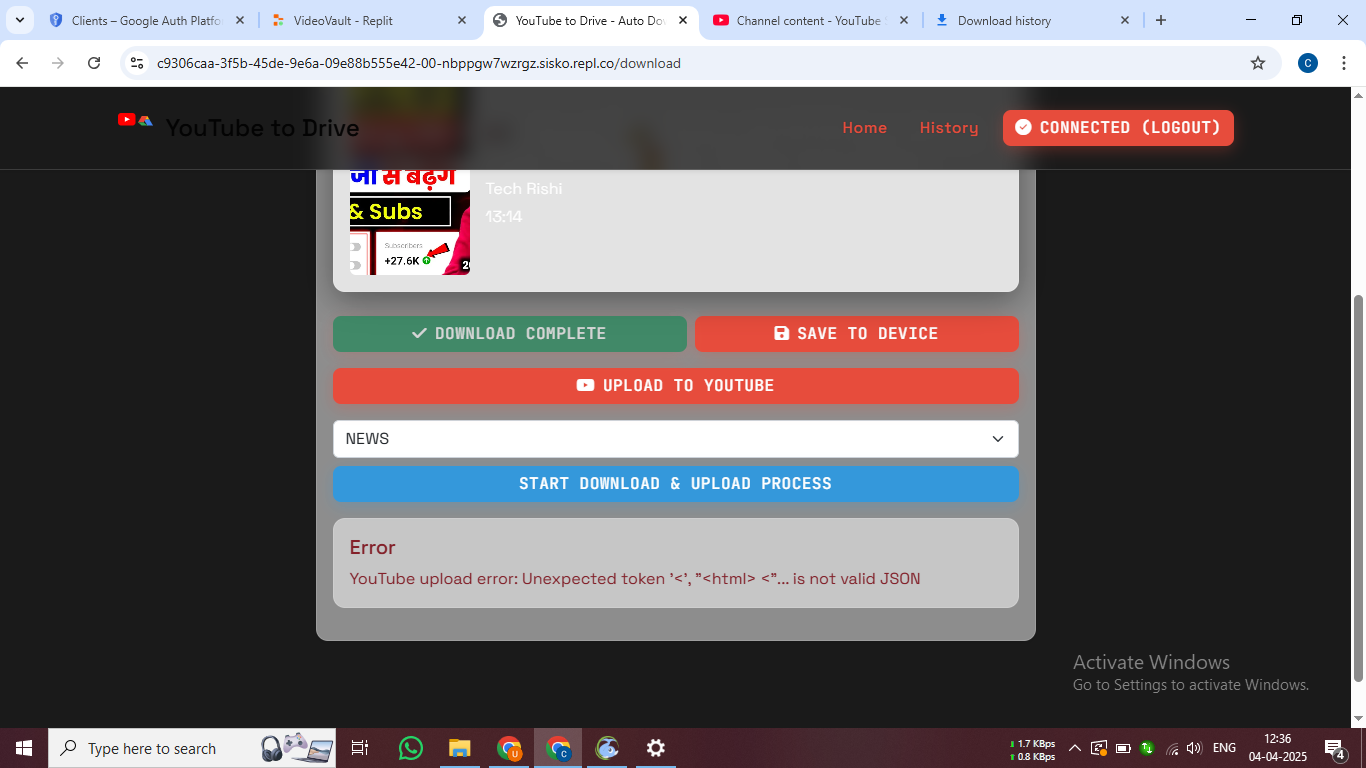 Clients – Google Auth Platfo
VideoVault - Replit
YouTube to Drive - Auto Do
Channel content - YouTube S
Download history
c9306caa-3f5b-45de-9e6a-09e88b555e42-00-nbppgw7wzrgz.sisko.repl.co/download
C
YouTube to Drive
Home
History
CONNECTED (LOGOUT)
जी से बढ़ेंगे
& Subs
Subscribers
+27.6K
Tech Rishi
13:14
DOWNLOAD COMPLETE
SAVE TO DEVICE
UPLOAD TO YOUTUBE
NEWS
START DOWNLOAD & UPLOAD PROCESS
Error
YouTube upload error: Unexpected token '<', "<html> <"... is not valid JSON
Activate Windows
Go to Settings to activate Windows.
Type here to search
U
C
1.7 KBps
0.8 KBps
ENG
12:36
04-04-2025
4